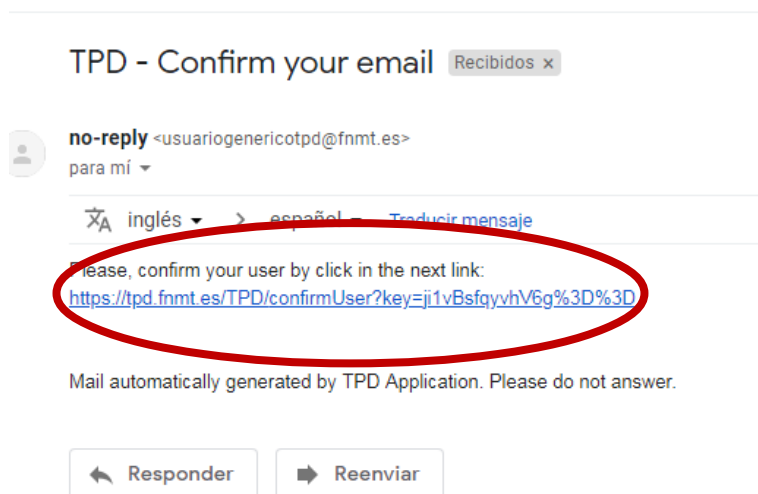 TPD - Confirm your email Recibidos x
no-reply <usuariogenericotpd@fnmt.es>
para mí
inglés > español Traducir mensaje
Please, confirm your user by click in the next link:
https://tpd.fnmt.es/TPD/confirmUser?key=ji1vBsfqyvhV6g%3D%3D
Mail automatically generated by TPD Application. Please do not answer.
Responder Reenviar